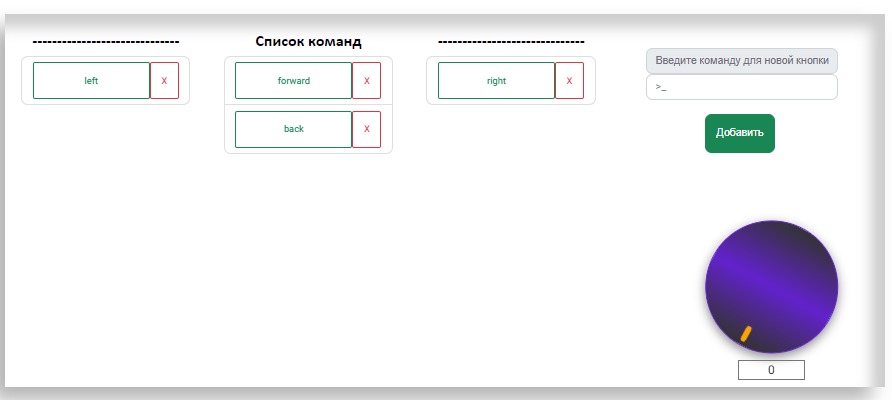 ------------------------------ Список команд ------------------------------
left X forward X right X
back X
Введите команду для новой кнопки
>_
Добавить
0